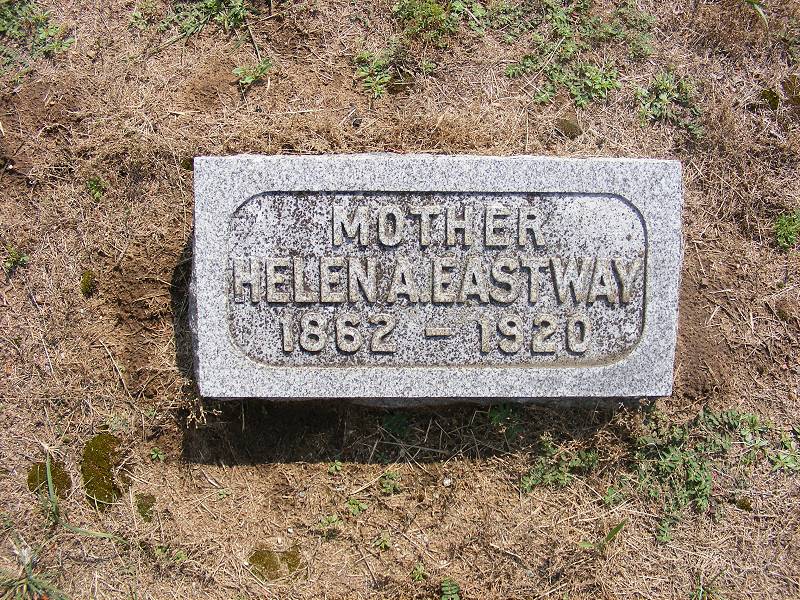 MOTHER
HELEN A. EASTWAY
1862 - 1920